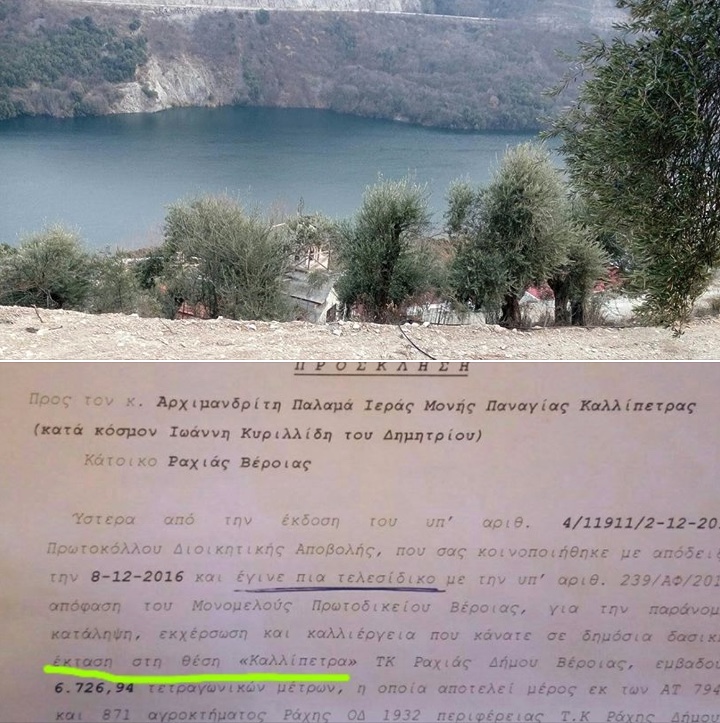 ΠΡΟΣΚΛΗΣΗ
Προς τον κ. Αρχιμανδρίτη Παλαμά Ιεράς Μονής Παναγίας Καλλίπετρας
(κατά κόσμον Ιωάννη Κυριλλίδη του Δημητρίου)
Κάτοικο Ραχιάς Βέροιας
Ύστερα από την έκδοση του υπ' αριθ. 4/11911/2-12-201
Πρωτοκόλλου Διοικητικής Αποβολής, που σας κοινοποιήθηκε με απόδειξ
την 8-12-2016 και έγινε πια τελεσίδικο με την υπ' αριθ. 239/ΑΦ/201
απόφαση του Μονομελούς Πρωτοδικείου Βέροιας, για την παράνομ
κατάληψη, εκχέρσωση και καλλιέργεια που κάνατε σε δημόσια δασικ
έκταση στη θέση «Καλλίπετρα» ΤΚ Ραχιάς Δήμου Βέροιας, εμβαδού
6.726,94 τετραγωνικών μέτρων, η οποία αποτελεί μέρος εκ των ΑΤ 794
και 871 αγροκτήματος Ράχης ΟΔ 1932 περιφέρειας Τ.Κ Ράχης Δήμου